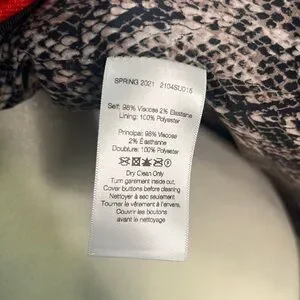 SPRING 2021 2104SU015
Self: 98% Viscose 2% Elastane
Lining: 100% Polyester
Principal: 98% Viscose
2% Élasthane
Doublure: 100% Polyester
Dry Clean Only
Turn garement inside out,
Cover buttons before cleaning
Nettoyer à sec seulement
Tourner le vêtement à l'envers,
Couvrir les boutons
avant le nettoyage